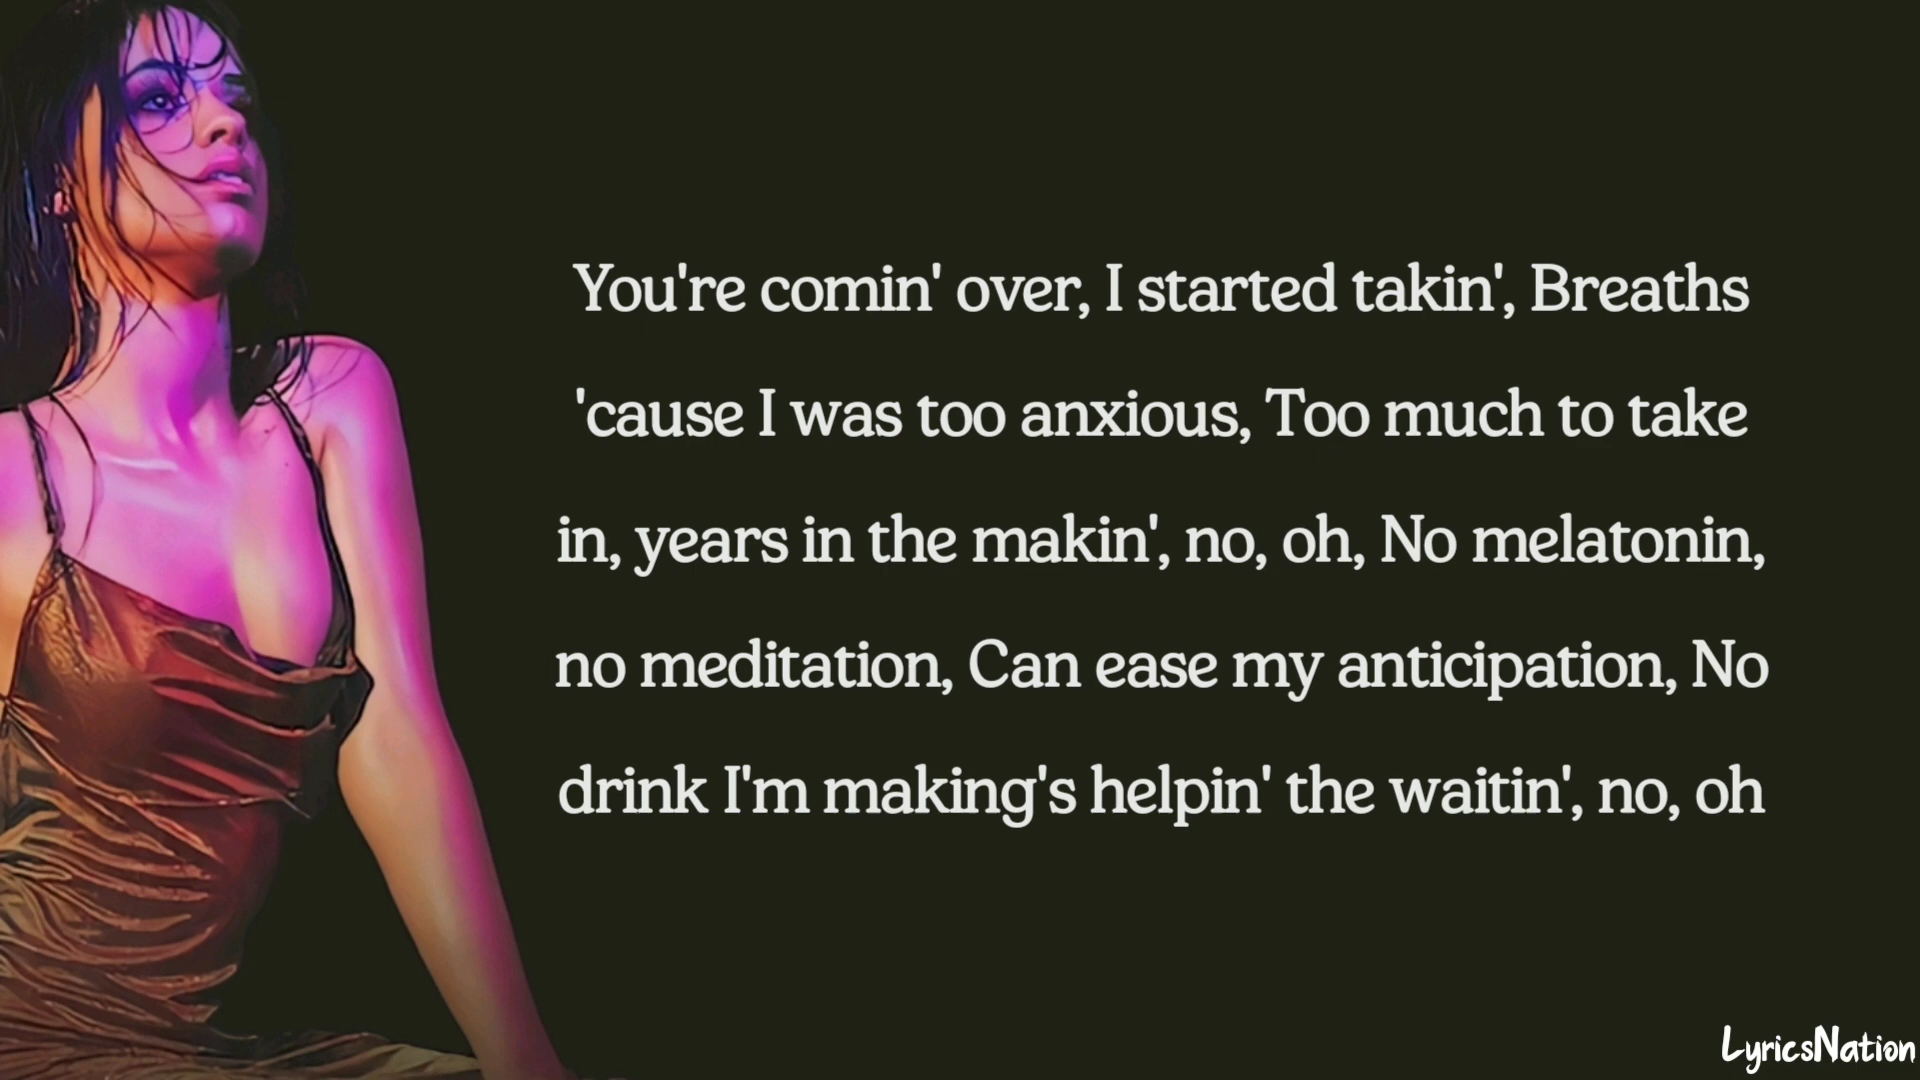 You're comin' over, I started takin', Breaths
'cause I was too anxious, Too much to take
in, years in the makin', no, oh, No melatonin,
no meditation, Can ease my anticipation, No
drink I'm making's helpin' the waitin', no, oh
LyricsNation